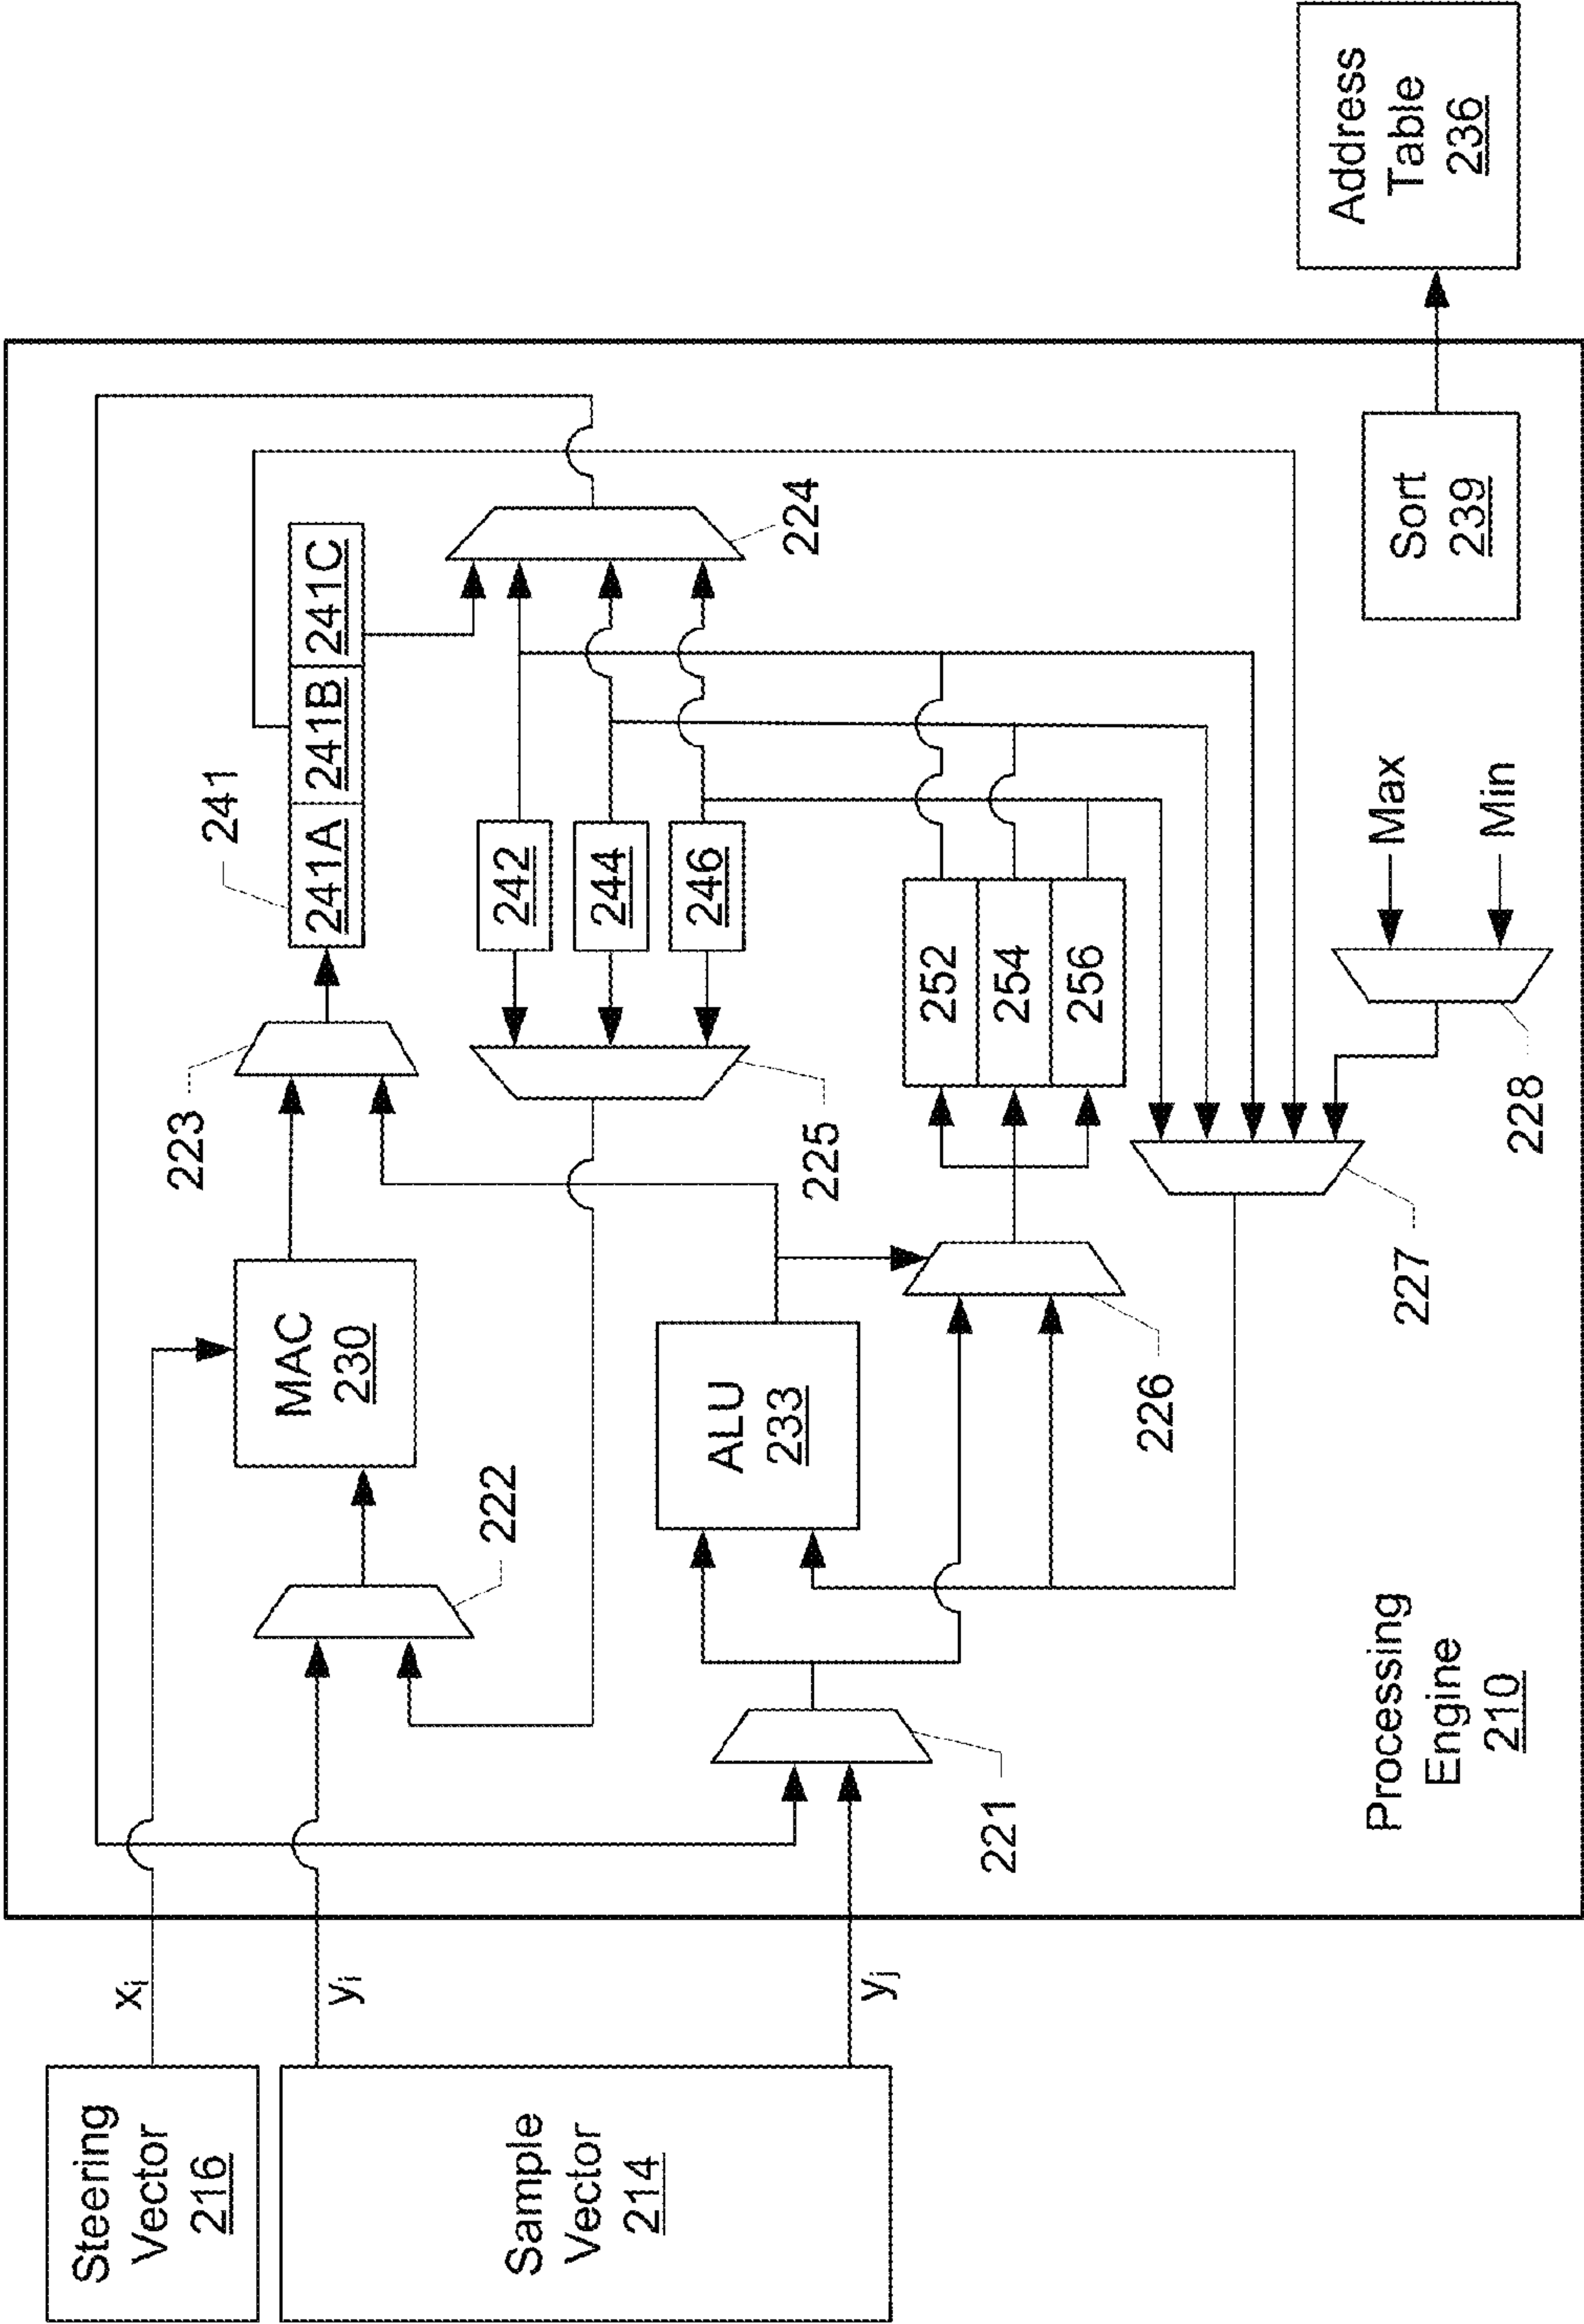 Steering
Vector
216
Sample
Vector
214
xi
yi
yj
Processing
Engine
210
221
222
MAC
230
ALU
233
223
225
226
227
228
241
241A
241B
241C
242
244
246
252
254
256
224
Max
Min
Sort
239
Address
Table
236